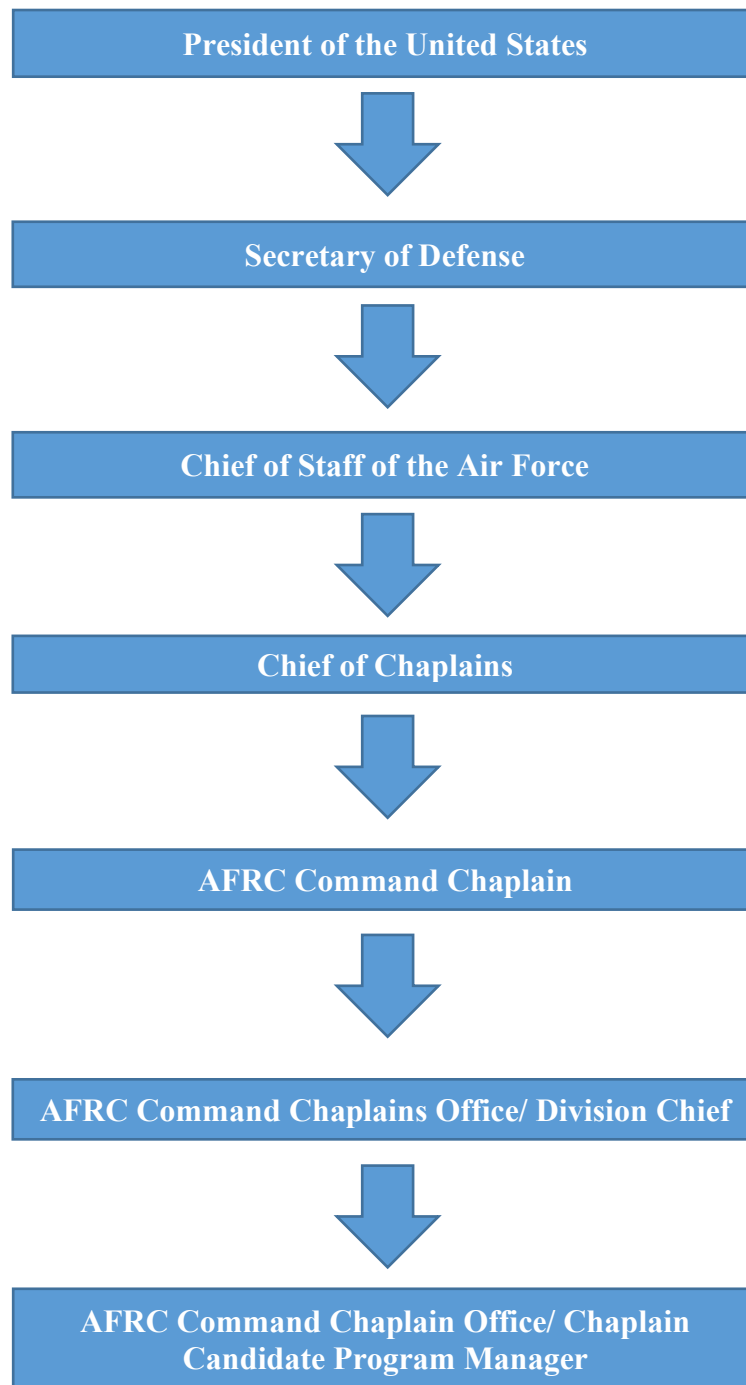 President of the United States
Secretary of Defense
Chief of Staff of the Air Force
Chief of Chaplains
AFRC Command Chaplain
AFRC Command Chaplains Office/ Division Chief
AFRC Command Chaplain Office/ Chaplain
Candidate Program Manager